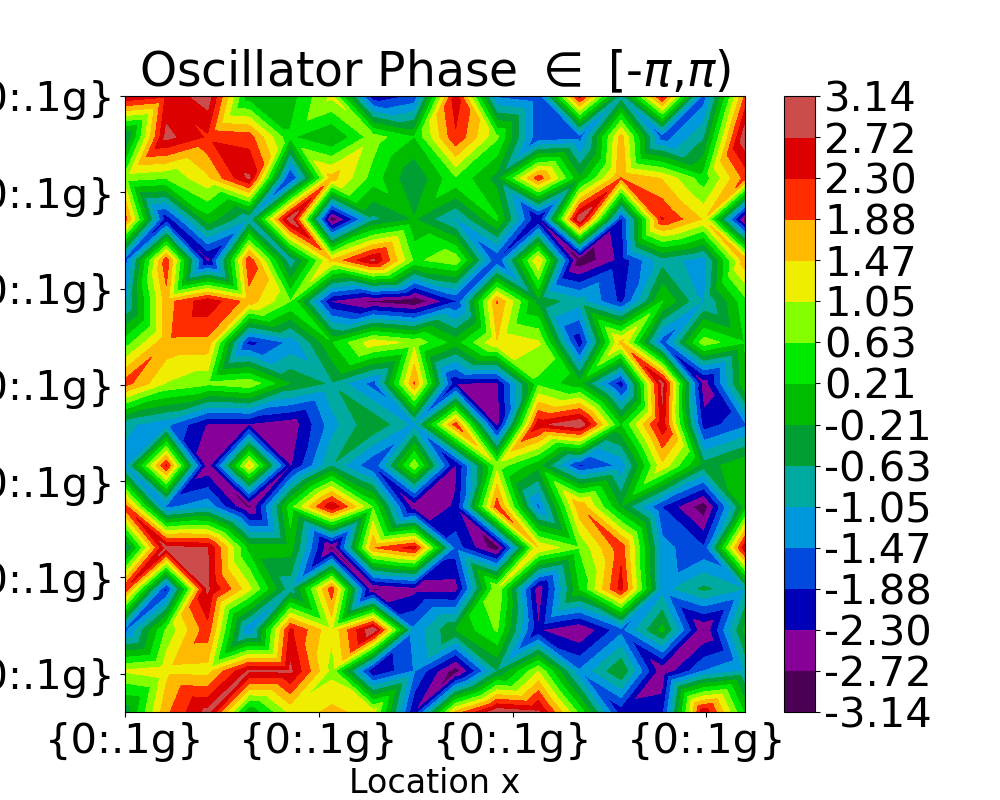 Oscillator Phase ∈ [-π,π)
0:.1g}
0:.1g}
0:.1g}
0:.1g}
0:.1g}
0:.1g}
0:.1g}
3.14
2.72
2.30
1.88
1.47
1.05
0.63
0.21
-0.21
-0.63
-1.05
-1.47
-1.88
-2.30
-2.72
-3.14
{0:.1g} {0:.1g} {0:.1g} {0:.1g}
Location x